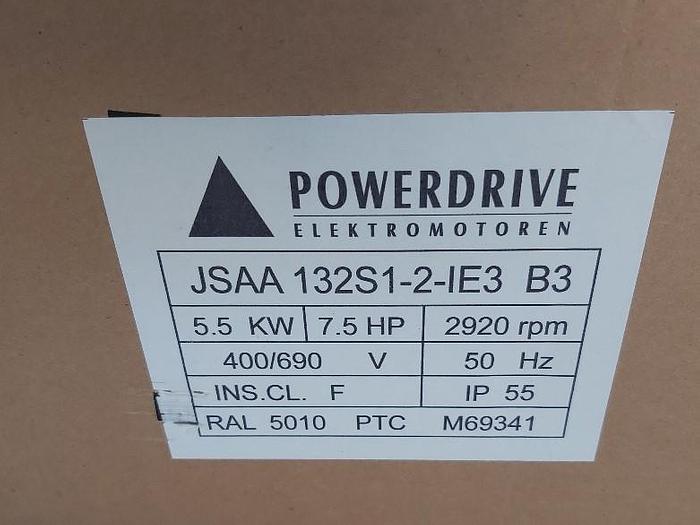 POWERDRIVE
ELEKTROMOTOREN
JSAA 132S1-2-IE3 B3
5.5 KW 7.5 HP 2920 rpm
400/690 V 50 Hz
INS.CL. F IP 55
RAL 5010 PTC M69341